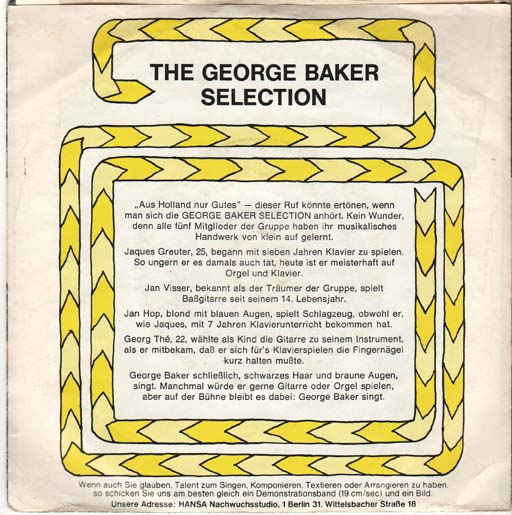 THE GEORGE BAKER
SELECTION
„Aus Holland nur Gutes" — dieser Ruf könnte ertönen, wenn
man sich die GEORGE BAKER SELECTION anhört. Kein Wunder,
denn alle fünf Mitglieder der Gruppe haben ihr musikalisches
Handwerk von klein auf gelernt.
Jaques Greuter, 25, begann mit sieben Jahren Klavier zu spielen.
So ungern er es damals auch tat, heute ist er meisterhaft auf
Orgel und Klavier.
Jan Visser, bekannt als der Träumer der Gruppe, spielt
Baßgitarre seit seinem 14. Lebensjahr.
Jan Hop, blond mit blauen Augen, spielt Schlagzeug, obwohl er,
wie Jaques, mit 7 Jahren Klavierunterricht bekommen hat.
Georg Thé, 22, wählte als Kind die Gitarre zu seinem Instrument,
als er mitbekam, daß er sich für's Klavierspielen die Fingernägel
kurz halten mußte.
George Baker schließlich, schwarzes Haar und braune Augen,
singt. Manchmal würde er gerne Gitarre oder Orgel spielen,
aber auf der Bühne bleibt es dabei: George Baker singt.
Wenn auch Sie glauben, Talent zum Singen, Komponieren, Textieren oder Arrangieren zu haben,
so schicken Sie uns am besten gleich ein Demonstrationsband (19 cm/sec) und ein Bild.
Unsere Adresse: HANSA Nachwuchsstudio, 1 Berlin 31, Wittelsbacher Straße 18